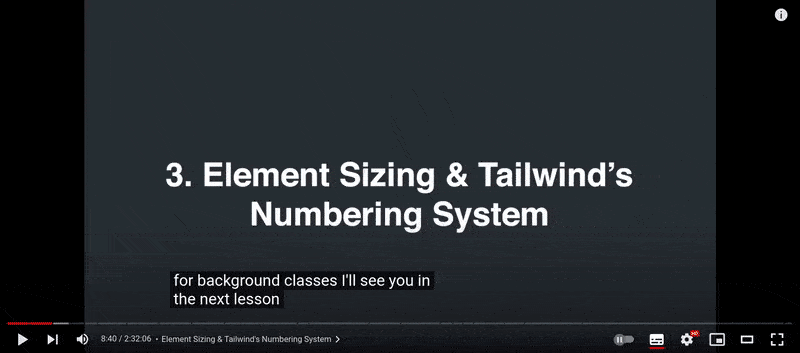 3. Element Sizing & Tailwind’s
Numbering System
for background classes I'll see you in
the next lesson
8:40 / 2:32:06 • Element Sizing & Tailwind's Numbering System
HD